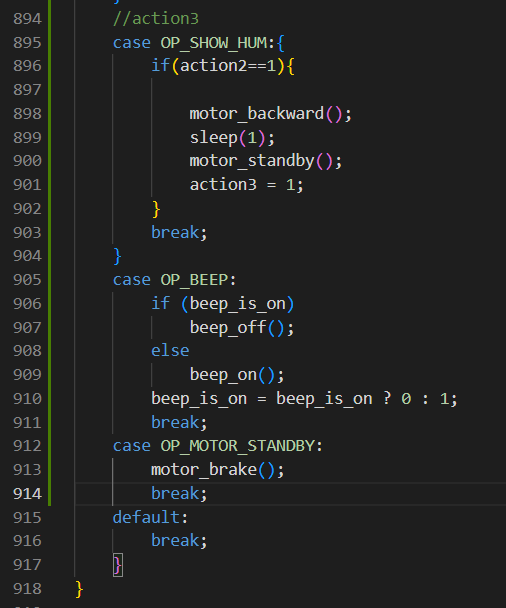 894 //action3
895 case OP_SHOW_HUM:{
896 if(action2==1){
897
898 motor_backward();
899 sleep(1);
900 motor_standby();
901 action3 = 1;
902 }
903 break;
904 }
905 case OP_BEEP:
906 if (beep_is_on)
907 beep_off();
908 else
909 beep_on();
910 beep_is_on = beep_is_on ? 0 : 1;
911 break;
912 case OP_MOTOR_STANDBY:
913 motor_brake();
914 break;
915 default:
916 break;
917 }
918 }